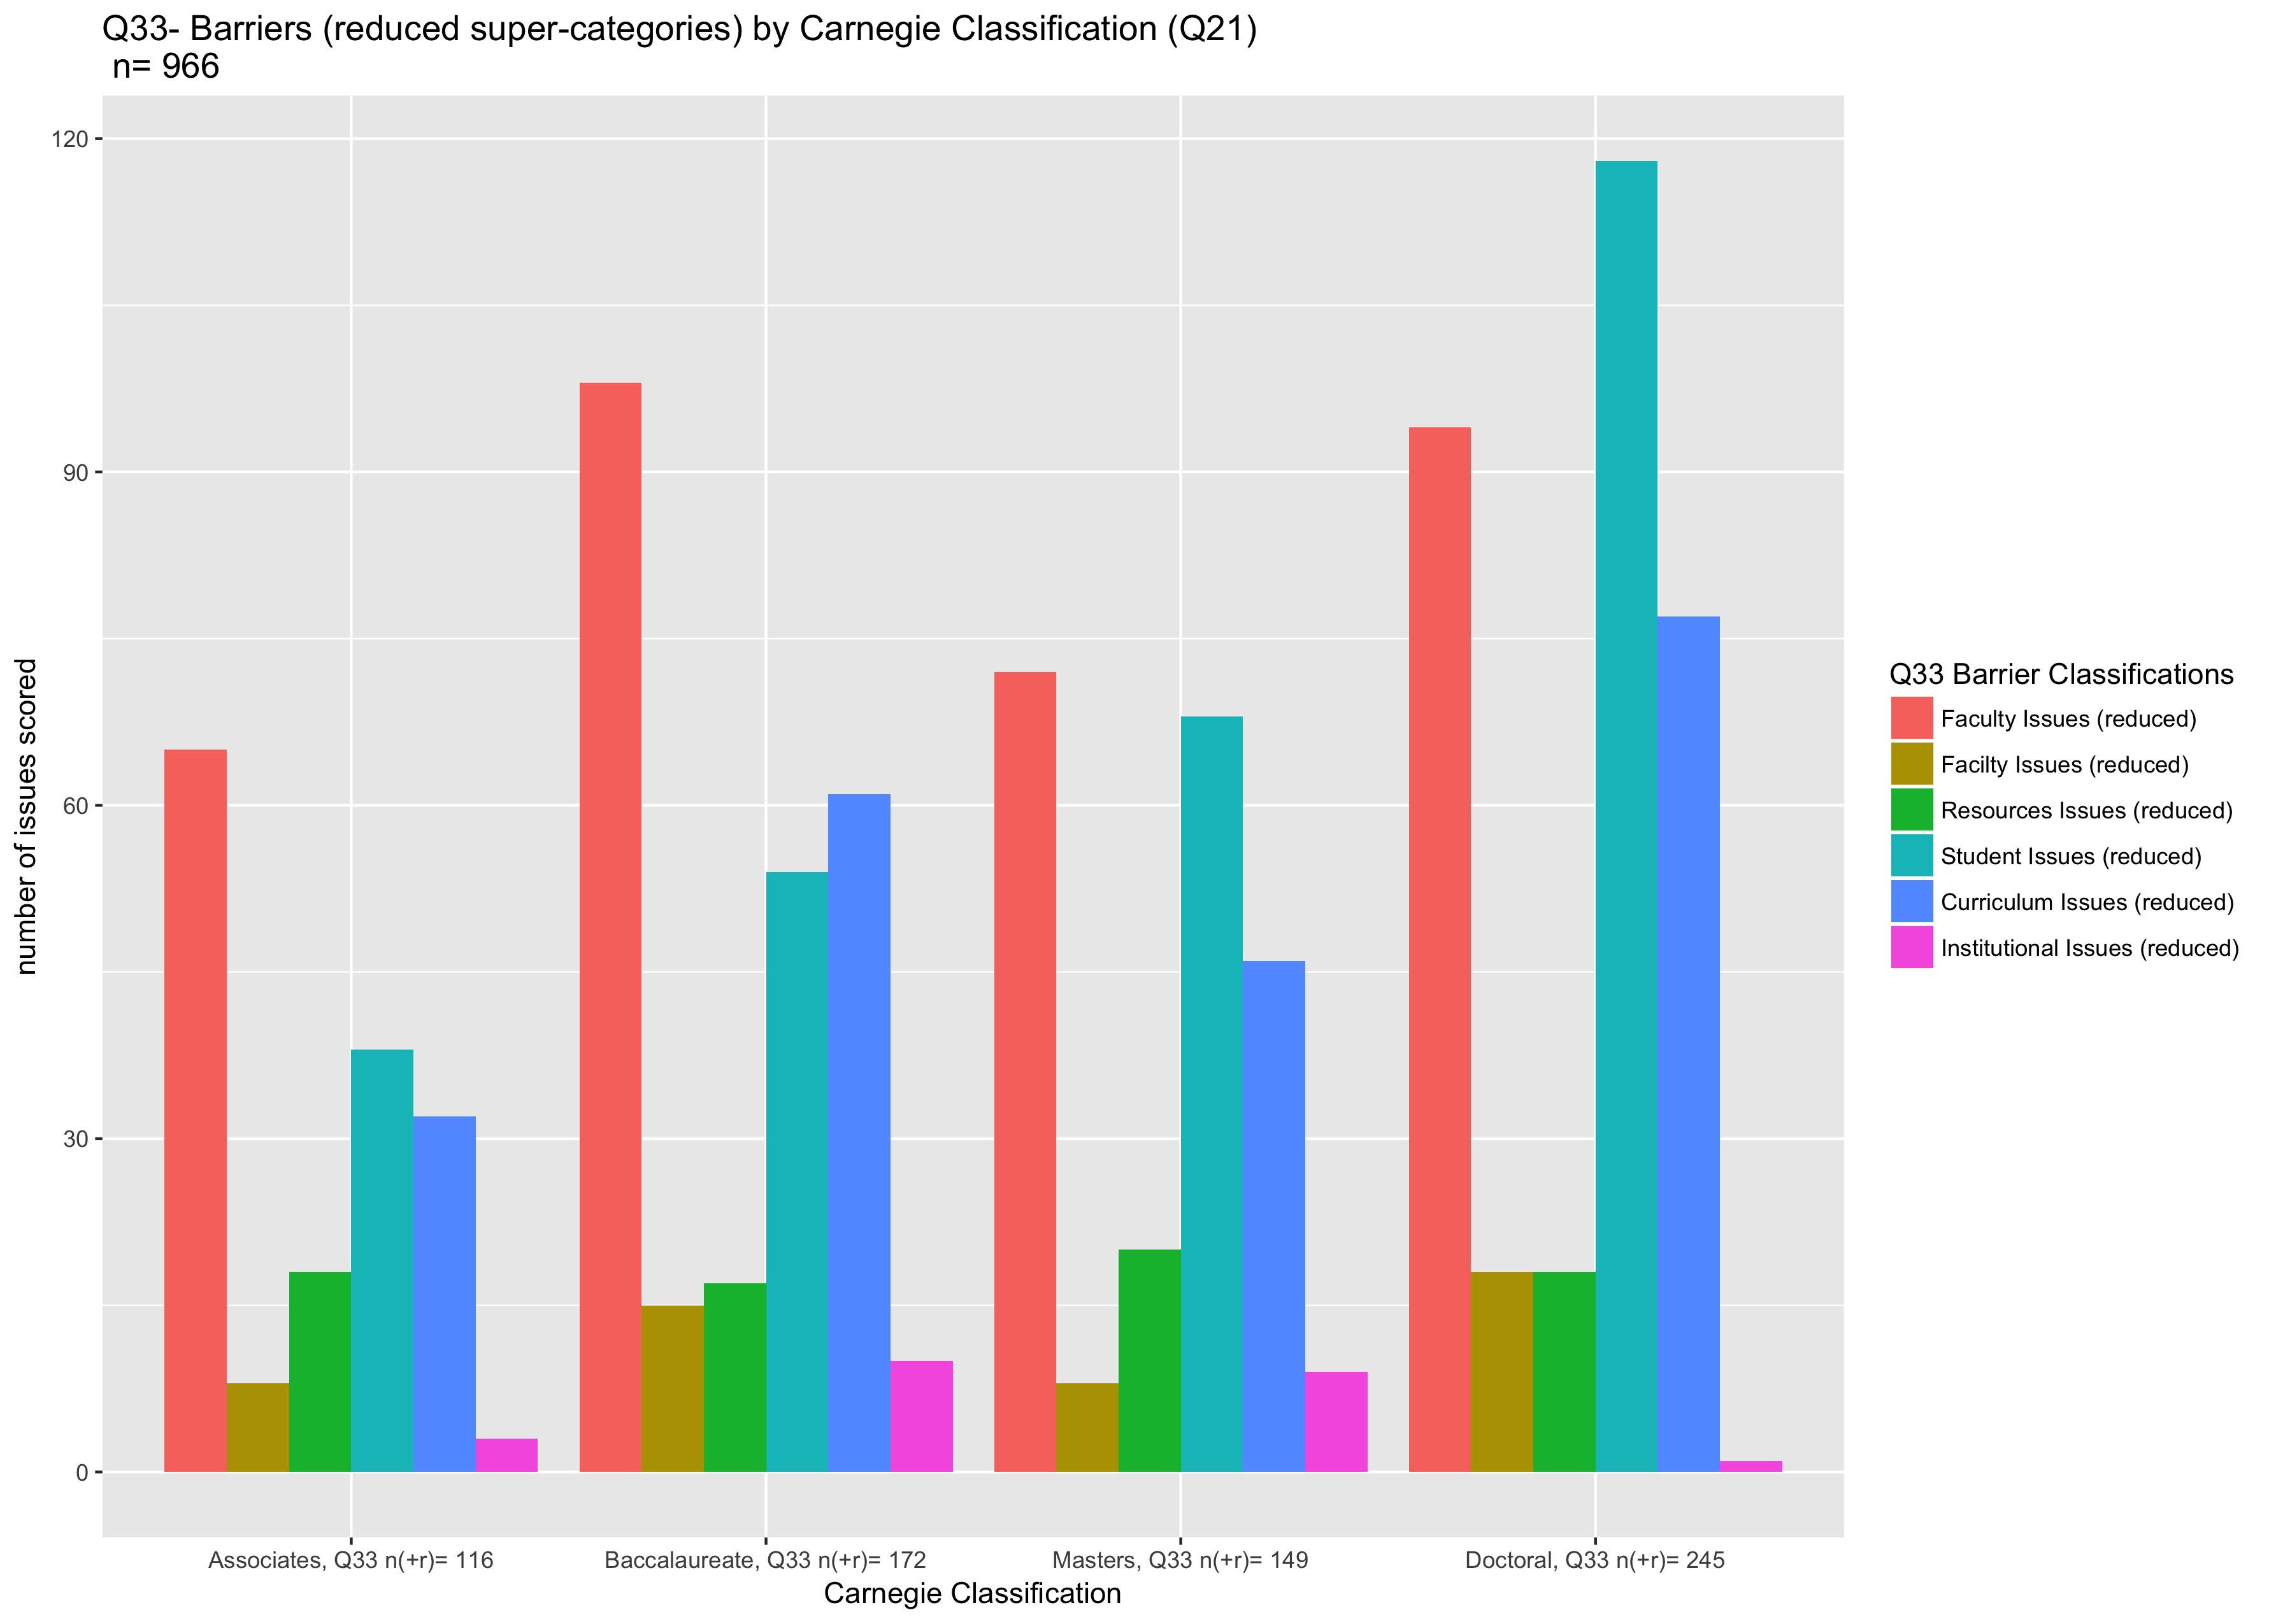 Q33- Barriers (reduced super-categories) by Carnegie Classification (Q21)
n= 966
120
90
60
30
0
number of issues scored
Associates, Q33 n(+r)= 116
Baccalaureate, Q33 n(+r)= 172
Masters, Q33 n(+r)= 149
Doctoral, Q33 n(+r)= 245
Carnegie Classification
Q33 Barrier Classifications
Faculty Issues (reduced)
Facilty Issues (reduced)
Resources Issues (reduced)
Student Issues (reduced)
Curriculum Issues (reduced)
Institutional Issues (reduced)